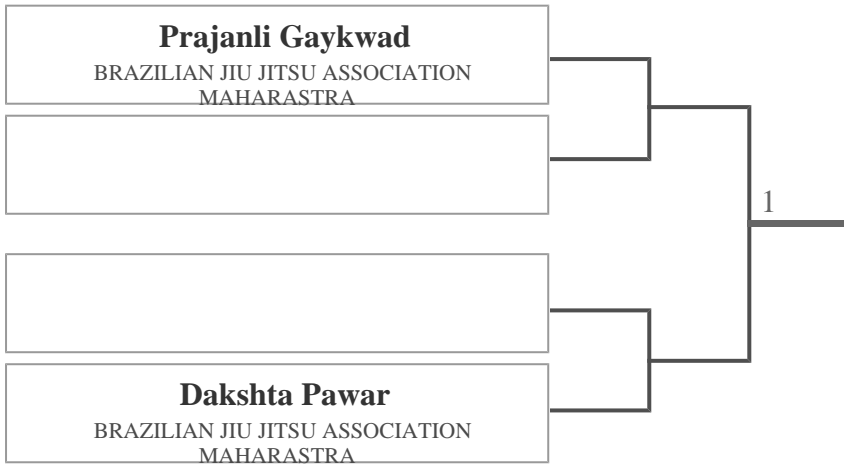 Prajanli Gaykwad
BRAZILIAN JIU JITSU ASSOCIATION
MAHARASTRA
1
Dakshta Pawar
BRAZILIAN JIU JITSU ASSOCIATION
MAHARASTRA